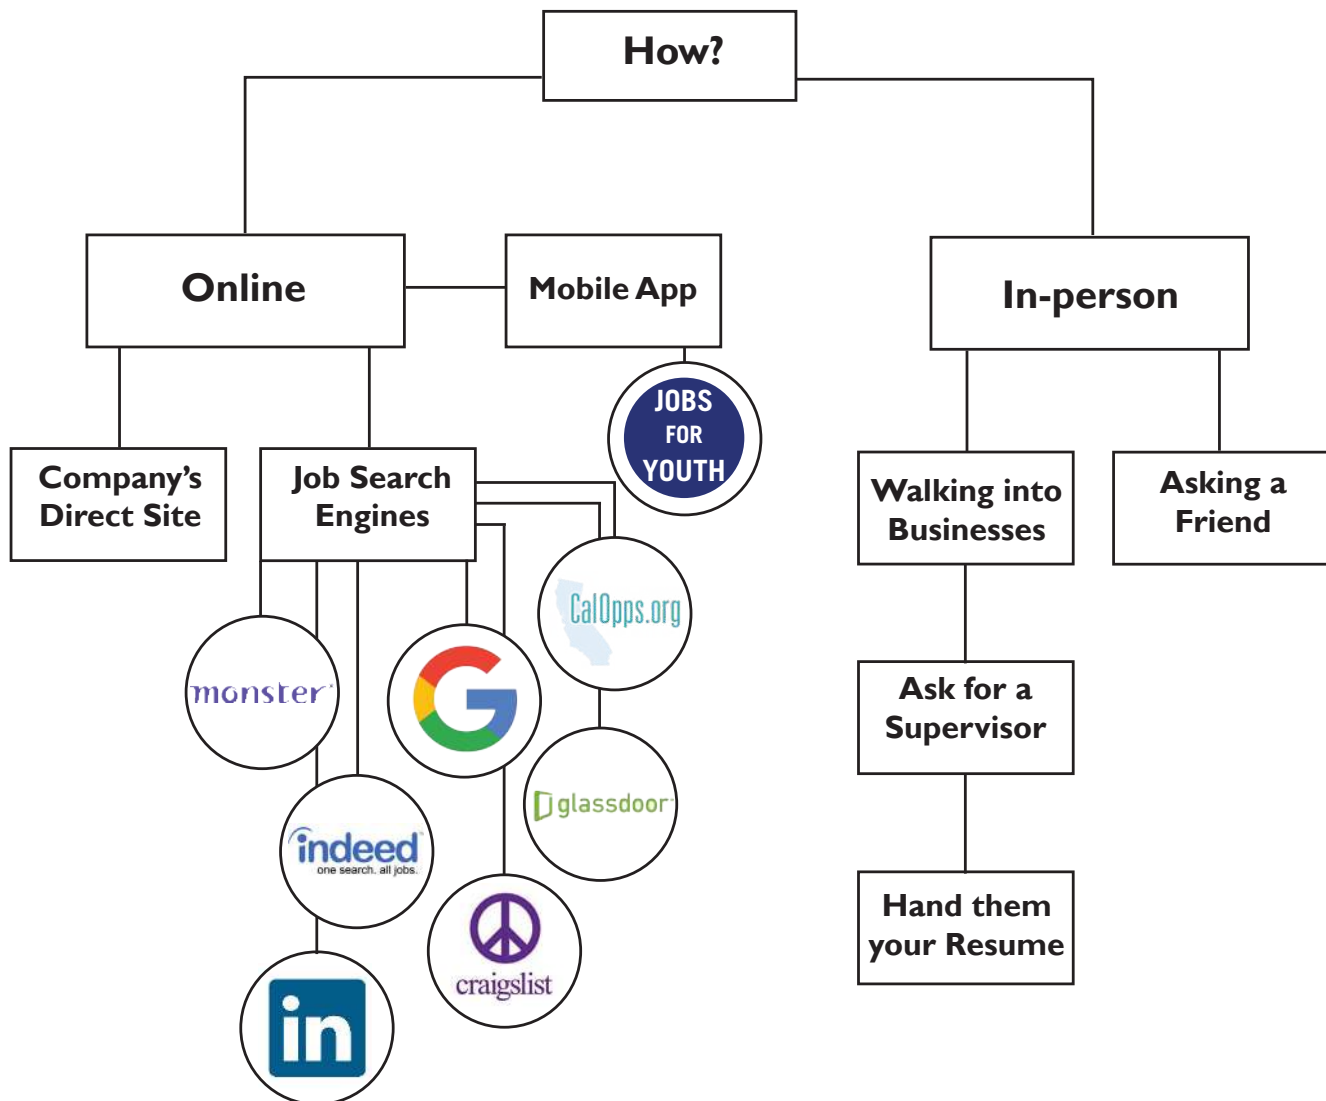 How?
Online
Mobile App
In-person
JOBS
FOR
YOUTH
Company's
Direct Site
Job Search
Engines
Walking into
Businesses
Asking a
Friend
CalOpps.org
monster
G
Ask for a
Supervisor
glassdoor
indeed
one search. all jobs.
craigslist
Hand them
your Resume
in